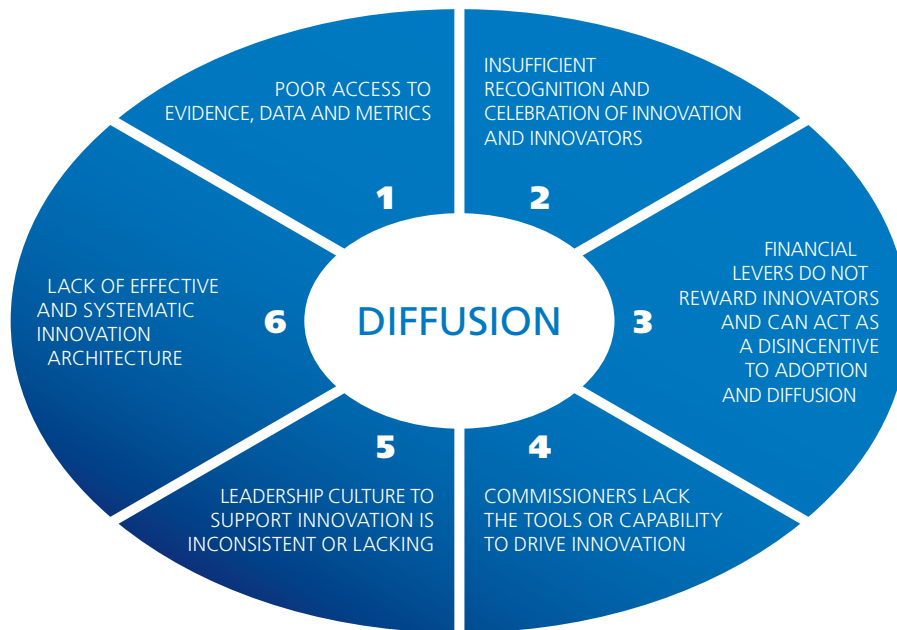 POOR ACCESS TO
EVIDENCE, DATA AND METRICS
1
INSUFFICIENT
RECOGNITION AND
CELEBRATION OF INNOVATION
AND INNOVATORS
2
FINANCIAL
LEVERS DO NOT
REWARD INNOVATORS
AND CAN ACT AS
A DISINCENTIVE
TO ADOPTION
AND DIFFUSION
3
COMMISSIONERS LACK
THE TOOLS OR CAPABILITY
TO DRIVE INNOVATION
4
LEADERSHIP CULTURE TO
SUPPORT INNOVATION IS
INCONSISTENT OR LACKING
5
LACK OF EFFECTIVE
AND SYSTEMATIC
INNOVATION
ARCHITECTURE
6
DIFFUSION